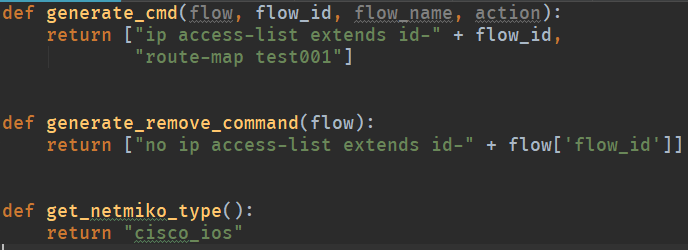 def generate_cmd(flow, flow_id, flow_name, action):
    return ["ip access-list extends id-" + flow_id,
            "route-map test001"]
def generate_remove_command(flow):
    return ["no ip access-list extends id-" + flow['flow_id']]
def get_netmiko_type():
    return "cisco_ios"